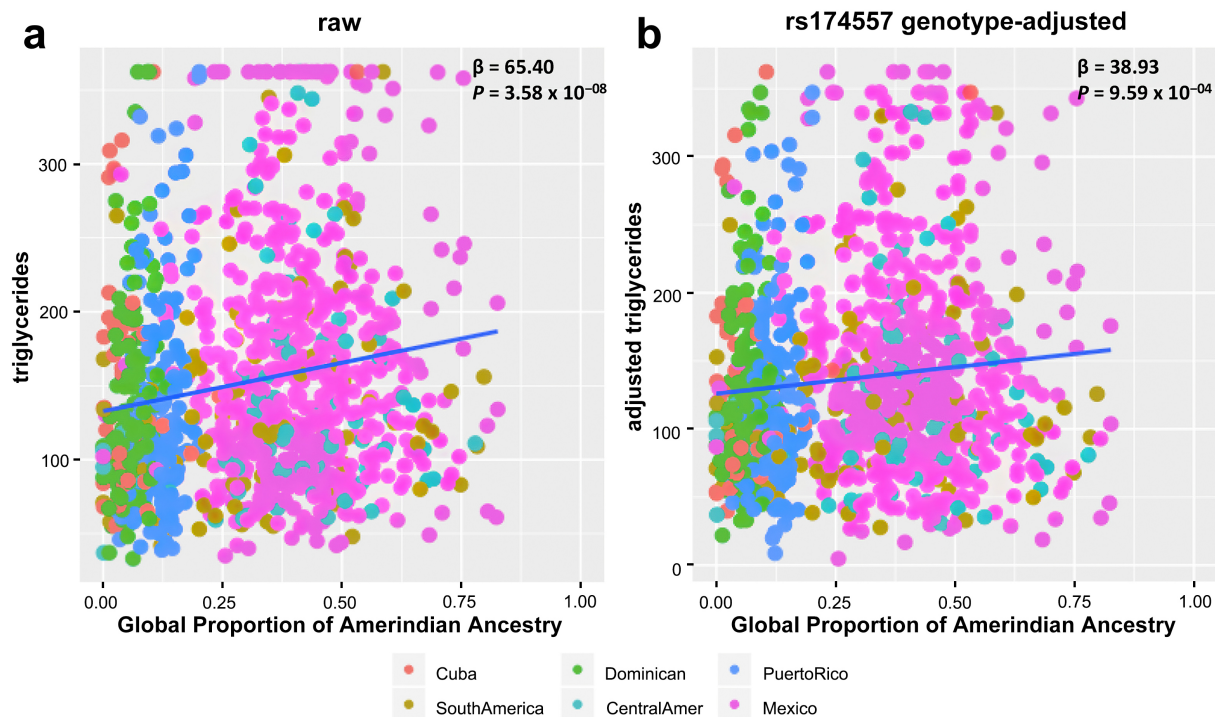 a
raw
β = 65.40
P = 3.58 x 10⁻⁰⁸
triglycerides
300
200
100
0.00 0.25 0.50 0.75 1.00
Global Proportion of Amerindian Ancestry
b
rs174557 genotype-adjusted
β = 38.93
P = 9.59 x 10⁻⁰⁴
adjusted triglycerides
300
200
100
0
0.00 0.25 0.50 0.75 1.00
Global Proportion of Amerindian Ancestry
Cuba Dominican PuertoRico
SouthAmerica CentralAmer Mexico